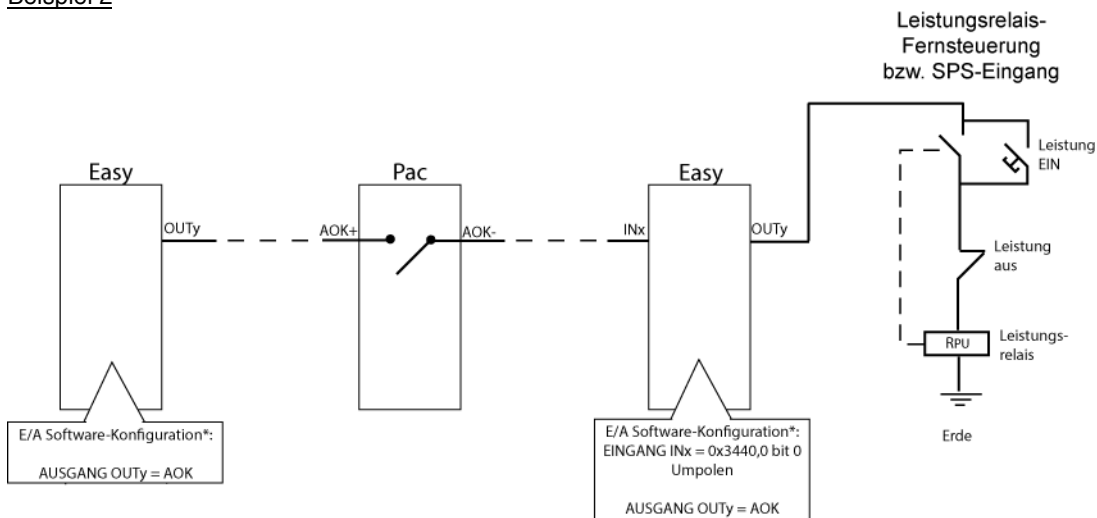 Beispiel 2
Leistungsrelais-
Fernsteuerung
bzw. SPS-Eingang
Easy
Pac
Easy
OUTy
AOK+
AOK-
INx
OUTy
Leistung
EIN
Leistung
aus
RPU
Leistungs-
relais
Erde
E/A Software-Konfiguration*:
AUSGANG OUTy = AOK
E/A Software-Konfiguration*:
EINGANG INx = 0x3440,0 bit 0
Umpolen
AUSGANG OUTy = AOK